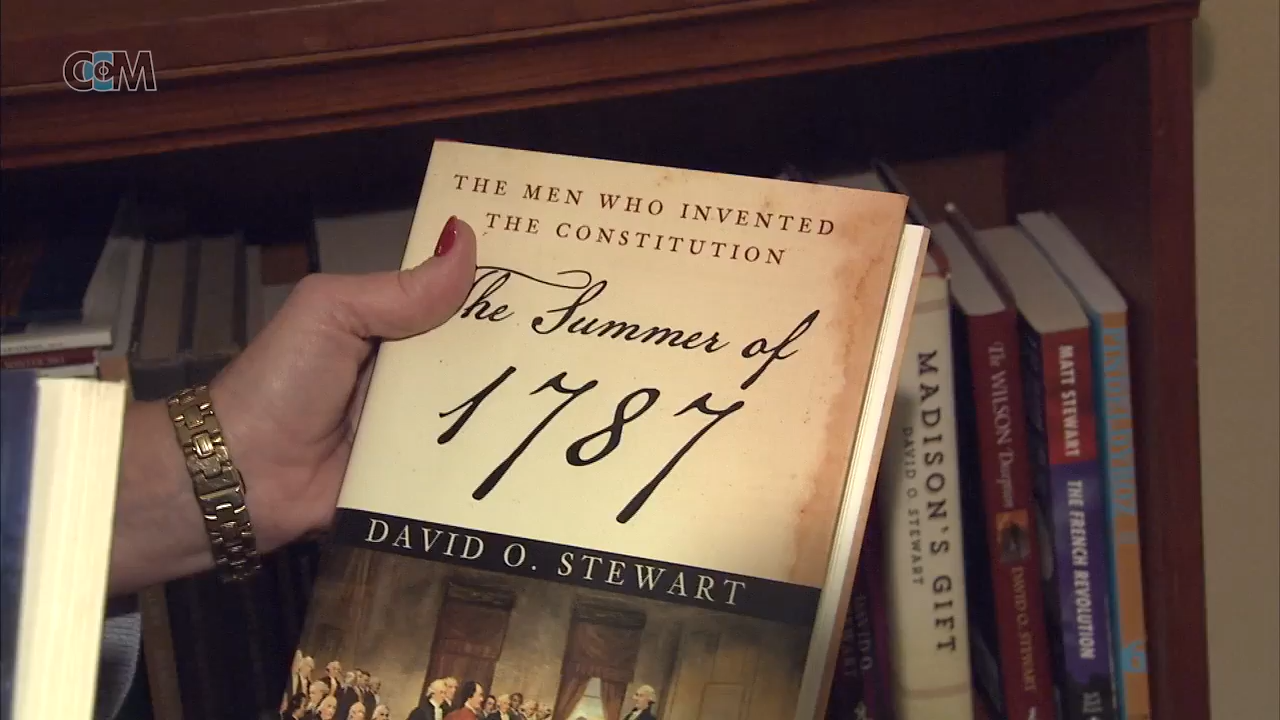 CCM
THE MEN WHO INVENTED
THE CONSTITUTION
The Summer of
1787
DAVID O. STEWART
MADISON'S GIFT
DAVID O. STEWART
The WILSON Deception
DAVID O. STEWART
MATT STEWART
THE FRENCH REVOLUTION
DAVID O